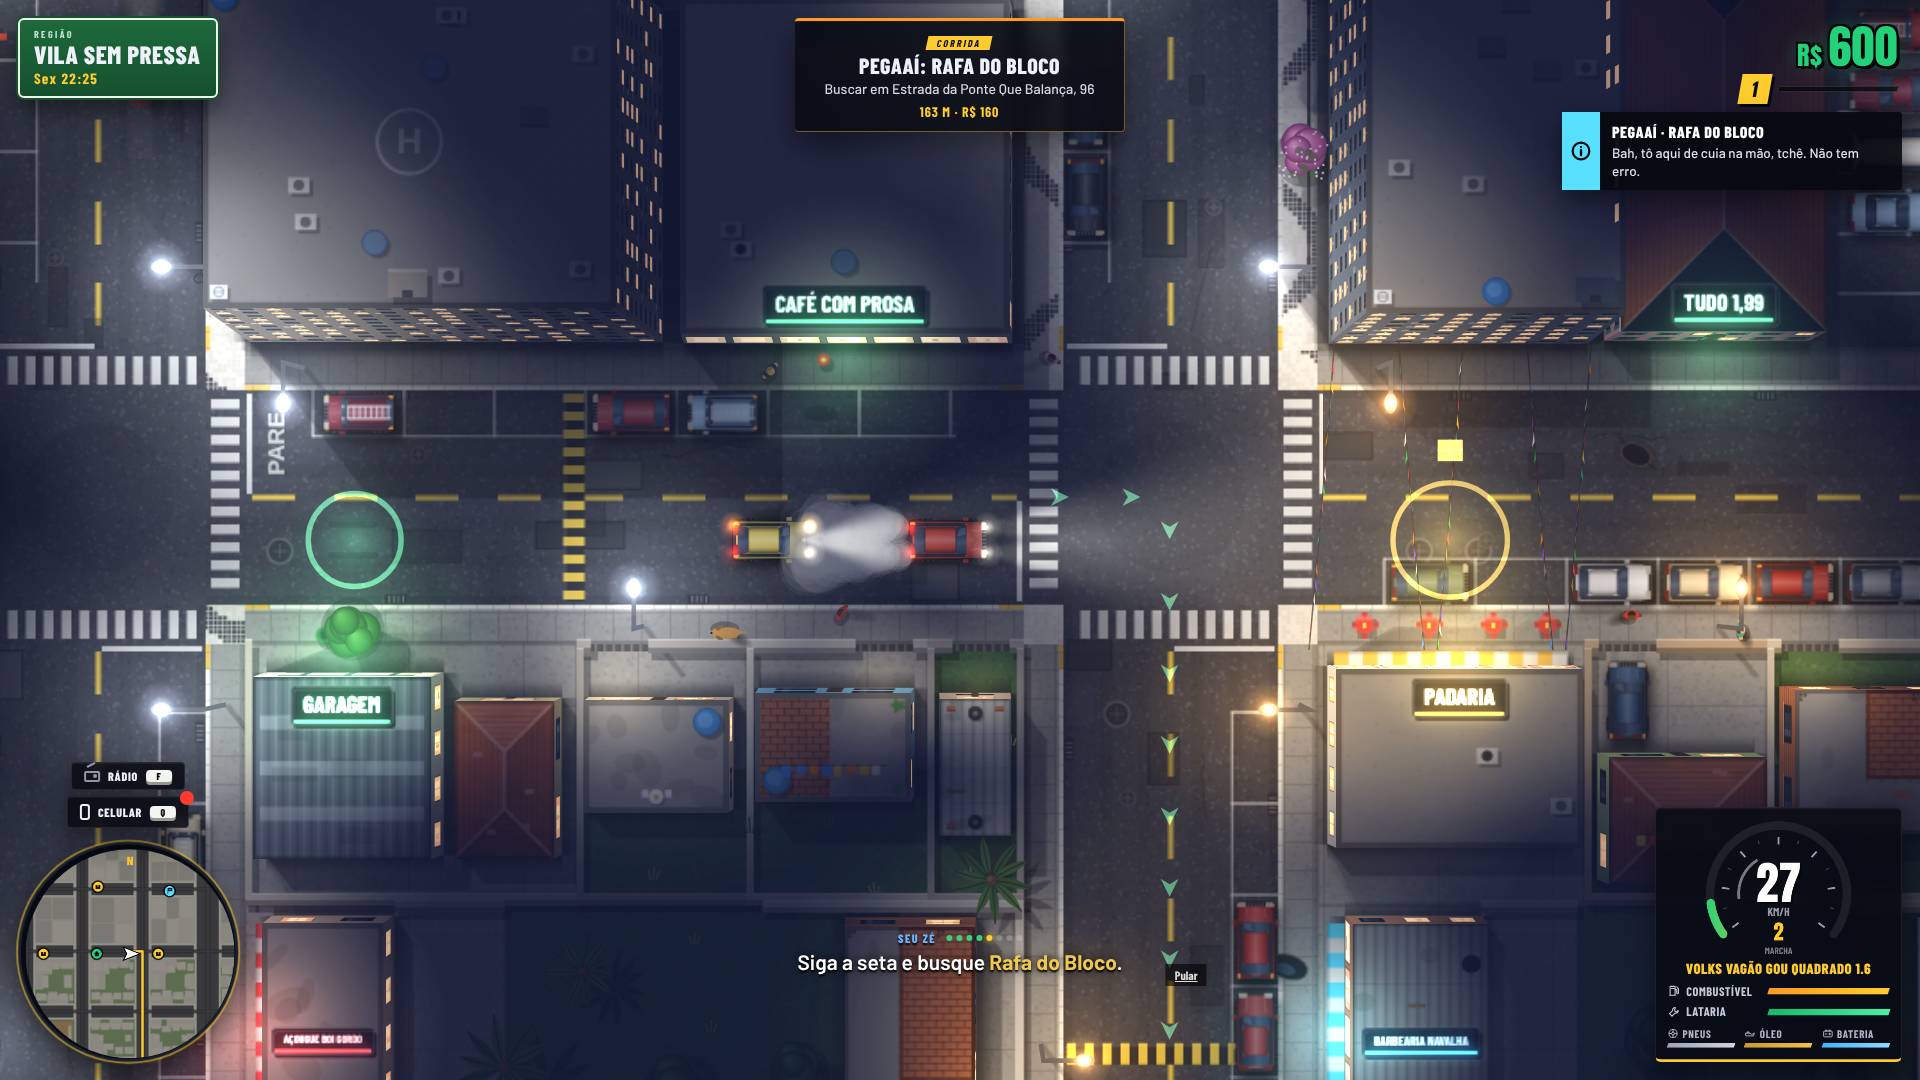 REGIÃO
VILA SEM PRESSA
Sex 22:25
CORRIDA
PEGAAÍ: RAFA DO BLOCO
Buscar em Estrada da Ponte Que Balança, 96
163 M · R$ 160
R$ 600
1
PEGAAÍ · RAFA DO BLOCO
Bah, tô aqui de cuia na mão, tchê. Não tem
erro.
H
CAFÉ COM PROSA
TUDO 1,99
PARE
GARAGEM
PADARIA
RÁDIO F
CELULAR Q
N
M
P
M
M
AÇOUGUE BOI GORDO
BARBEARIA NAVALHA
SEU ZÉ
Siga a seta e busque Rafa do Bloco.
Pular
27
KM/H
2
MARCHA
VOLKS VAGÃO GOU QUADRADO 1.6
COMBUSTÍVEL
LATARIA
PNEUS ÓLEO BATERIA